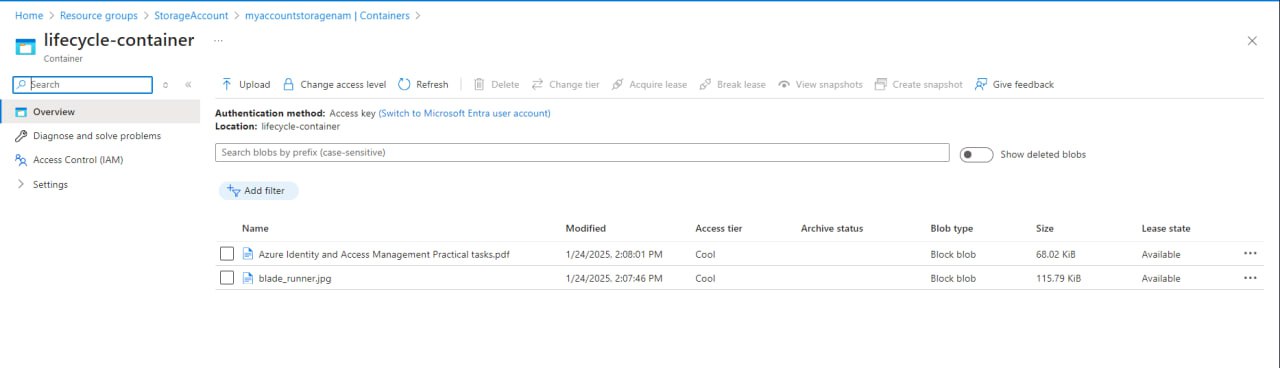 Home > Resource groups > StorageAccount > myaccountstoragenam | Containers >
lifecycle-container ...
Container
Search
Upload Change access level Refresh Delete Change tier Acquire lease Break lease View snapshots Create snapshot Give feedback
Overview
Diagnose and solve problems
Access Control (IAM)
Settings
Authentication method: Access key (Switch to Microsoft Entra user account)
Location: lifecycle-container
Search blobs by prefix (case-sensitive)
Show deleted blobs
Add filter
Name Modified Access tier Archive status Blob type Size Lease state
Azure Identity and Access Management Practical tasks.pdf 1/24/2025, 2:08:01 PM Cool Block blob 68.02 KiB Available ...
blade_runner.jpg 1/24/2025, 2:07:46 PM Cool Block blob 115.79 KiB Available ...